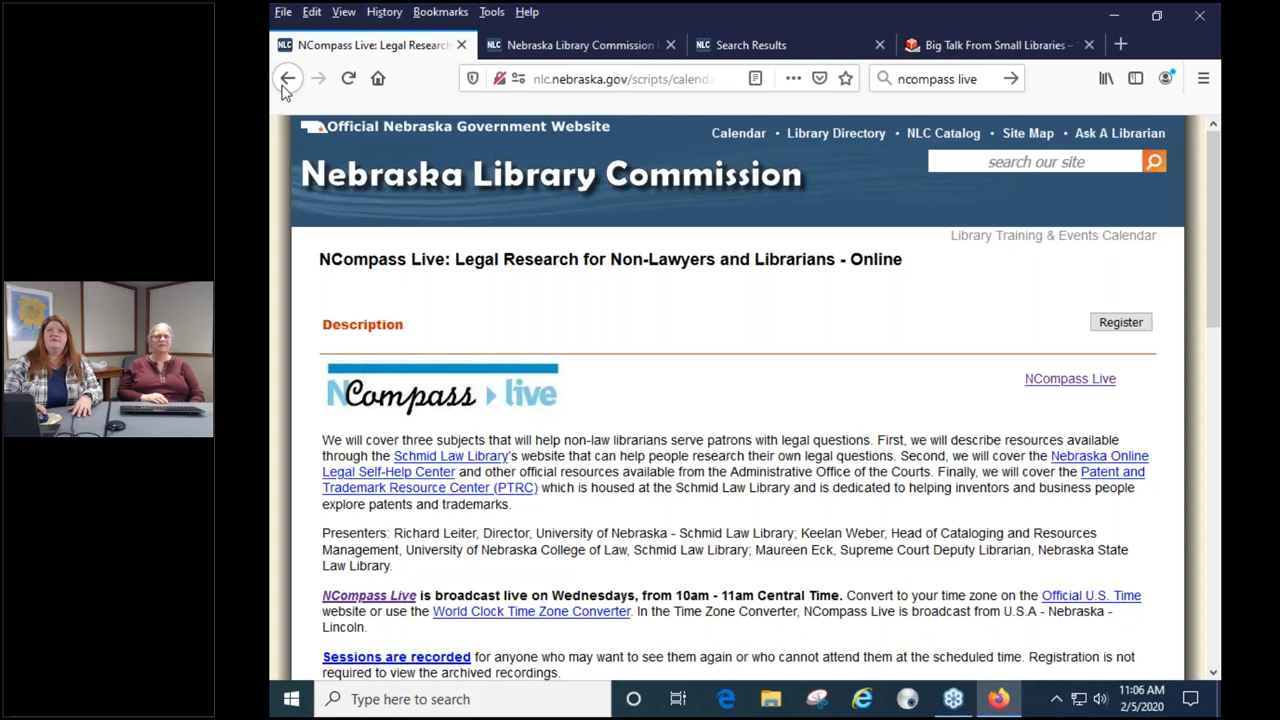 File Edit View History Bookmarks Tools Help
NCompass Live: Legal Research
Nebraska Library Commission
Search Results
Big Talk From Small Libraries –
nlc.nebraska.gov/scripts/calenda
ncompass live
Official Nebraska Government Website
Calendar • Library Directory • NLC Catalog • Site Map • Ask A Librarian
search our site
Nebraska Library Commission
Library Training & Events Calendar
NCompass Live: Legal Research for Non-Lawyers and Librarians - Online
Description
Register
NCompass live
NCompass Live
We will cover three subjects that will help non-law librarians serve patrons with legal questions. First, we will describe resources available
through the Schmid Law Library's website that can help people research their own legal questions. Second, we will cover the Nebraska Online
Legal Self-Help Center and other official resources available from the Administrative Office of the Courts. Finally, we will cover the Patent and
Trademark Resource Center (PTRC) which is housed at the Schmid Law Library and is dedicated to helping inventors and business people
explore patents and trademarks.
Presenters: Richard Leiter, Director, University of Nebraska - Schmid Law Library; Keelan Weber, Head of Cataloging and Resources
Management, University of Nebraska College of Law, Schmid Law Library; Maureen Eck, Supreme Court Deputy Librarian, Nebraska State
Law Library.
NCompass Live is broadcast live on Wednesdays, from 10am - 11am Central Time. Convert to your time zone on the Official U.S. Time
website or use the World Clock Time Zone Converter. In the Time Zone Converter, NCompass Live is broadcast from U.S.A - Nebraska -
Lincoln.
Sessions are recorded for anyone who may want to see them again or who cannot attend them at the scheduled time. Registration is not
required to view the archived recordings.
Type here to search
11:06 AM
2/5/2020